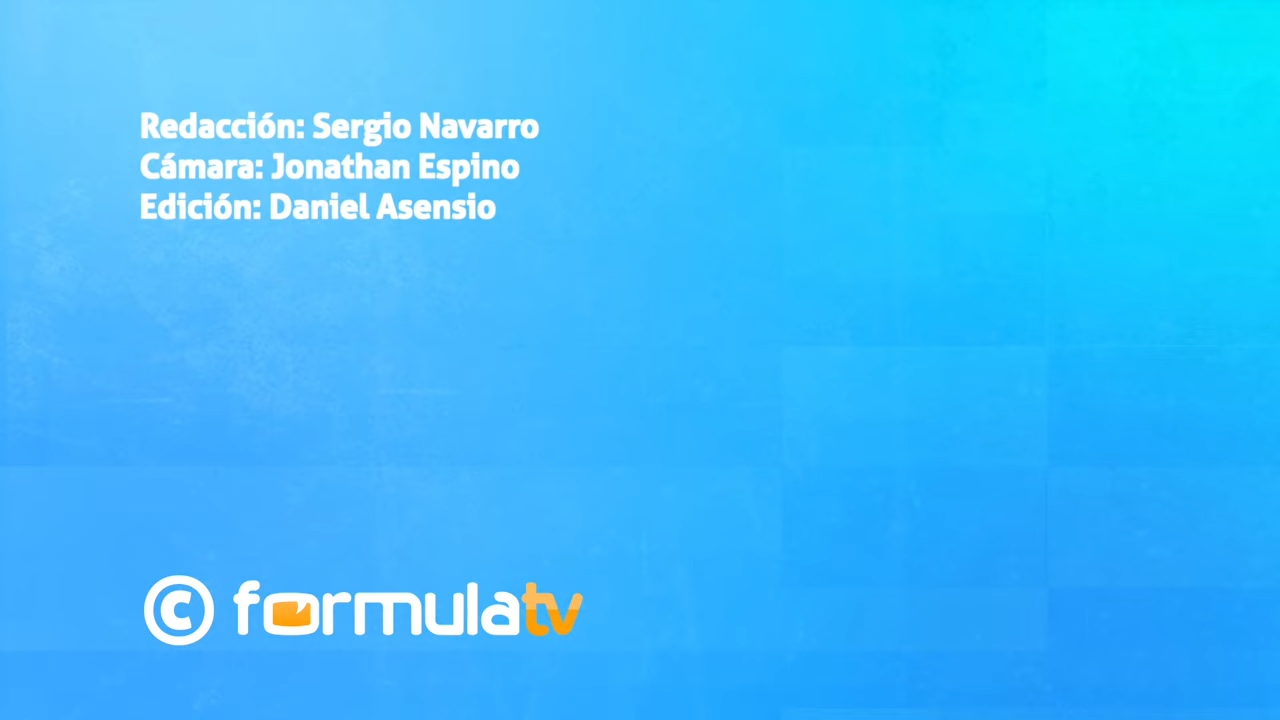 Redacción: Sergio Navarro
Cámara: Jonathan Espino
Edición: Daniel Asensio
© formulatv